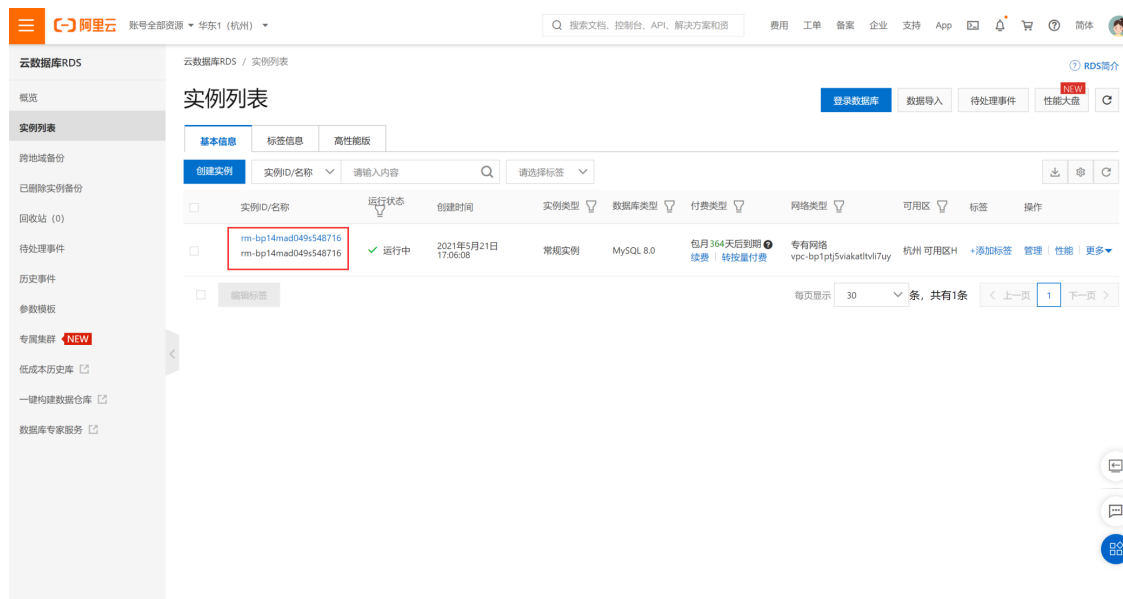 阿里云 账号全部资源 华东1（杭州） 搜索文档、控制台、API、解决方案和资 费用 工单 备案 企业 支持 App 简体
云数据库RDS
云数据库RDS / 实例列表
RDS简介
实例列表
登录数据库 数据导入 待处理事件 性能大盘 NEW
概览
实例列表
跨地域备份
已删除实例备份
回收站 (0)
待处理事件
历史事件
参数模板
专属集群 NEW
低成本历史库
一键构建数据仓库
数据库专家服务
基本信息 标签信息 高性能版
创建实例 实例ID/名称 请输入内容 请选择标签
实例ID/名称 运行状态 创建时间 实例类型 数据库类型 付费类型 网络类型 可用区 标签 操作
rm-bp14mad049s548716
rm-bp14mad049s548716
运行中
2021年5月21日
17:06:08
常规实例
MySQL 8.0
包月364天后到期
续费 转按量付费
专有网络
vpc-bp1ptj5viakatltvli7uy
杭州 可用区H
+添加标签
管理 性能 更多
编辑标签
每页显示 30 条，共有1条 上一页 1 下一页